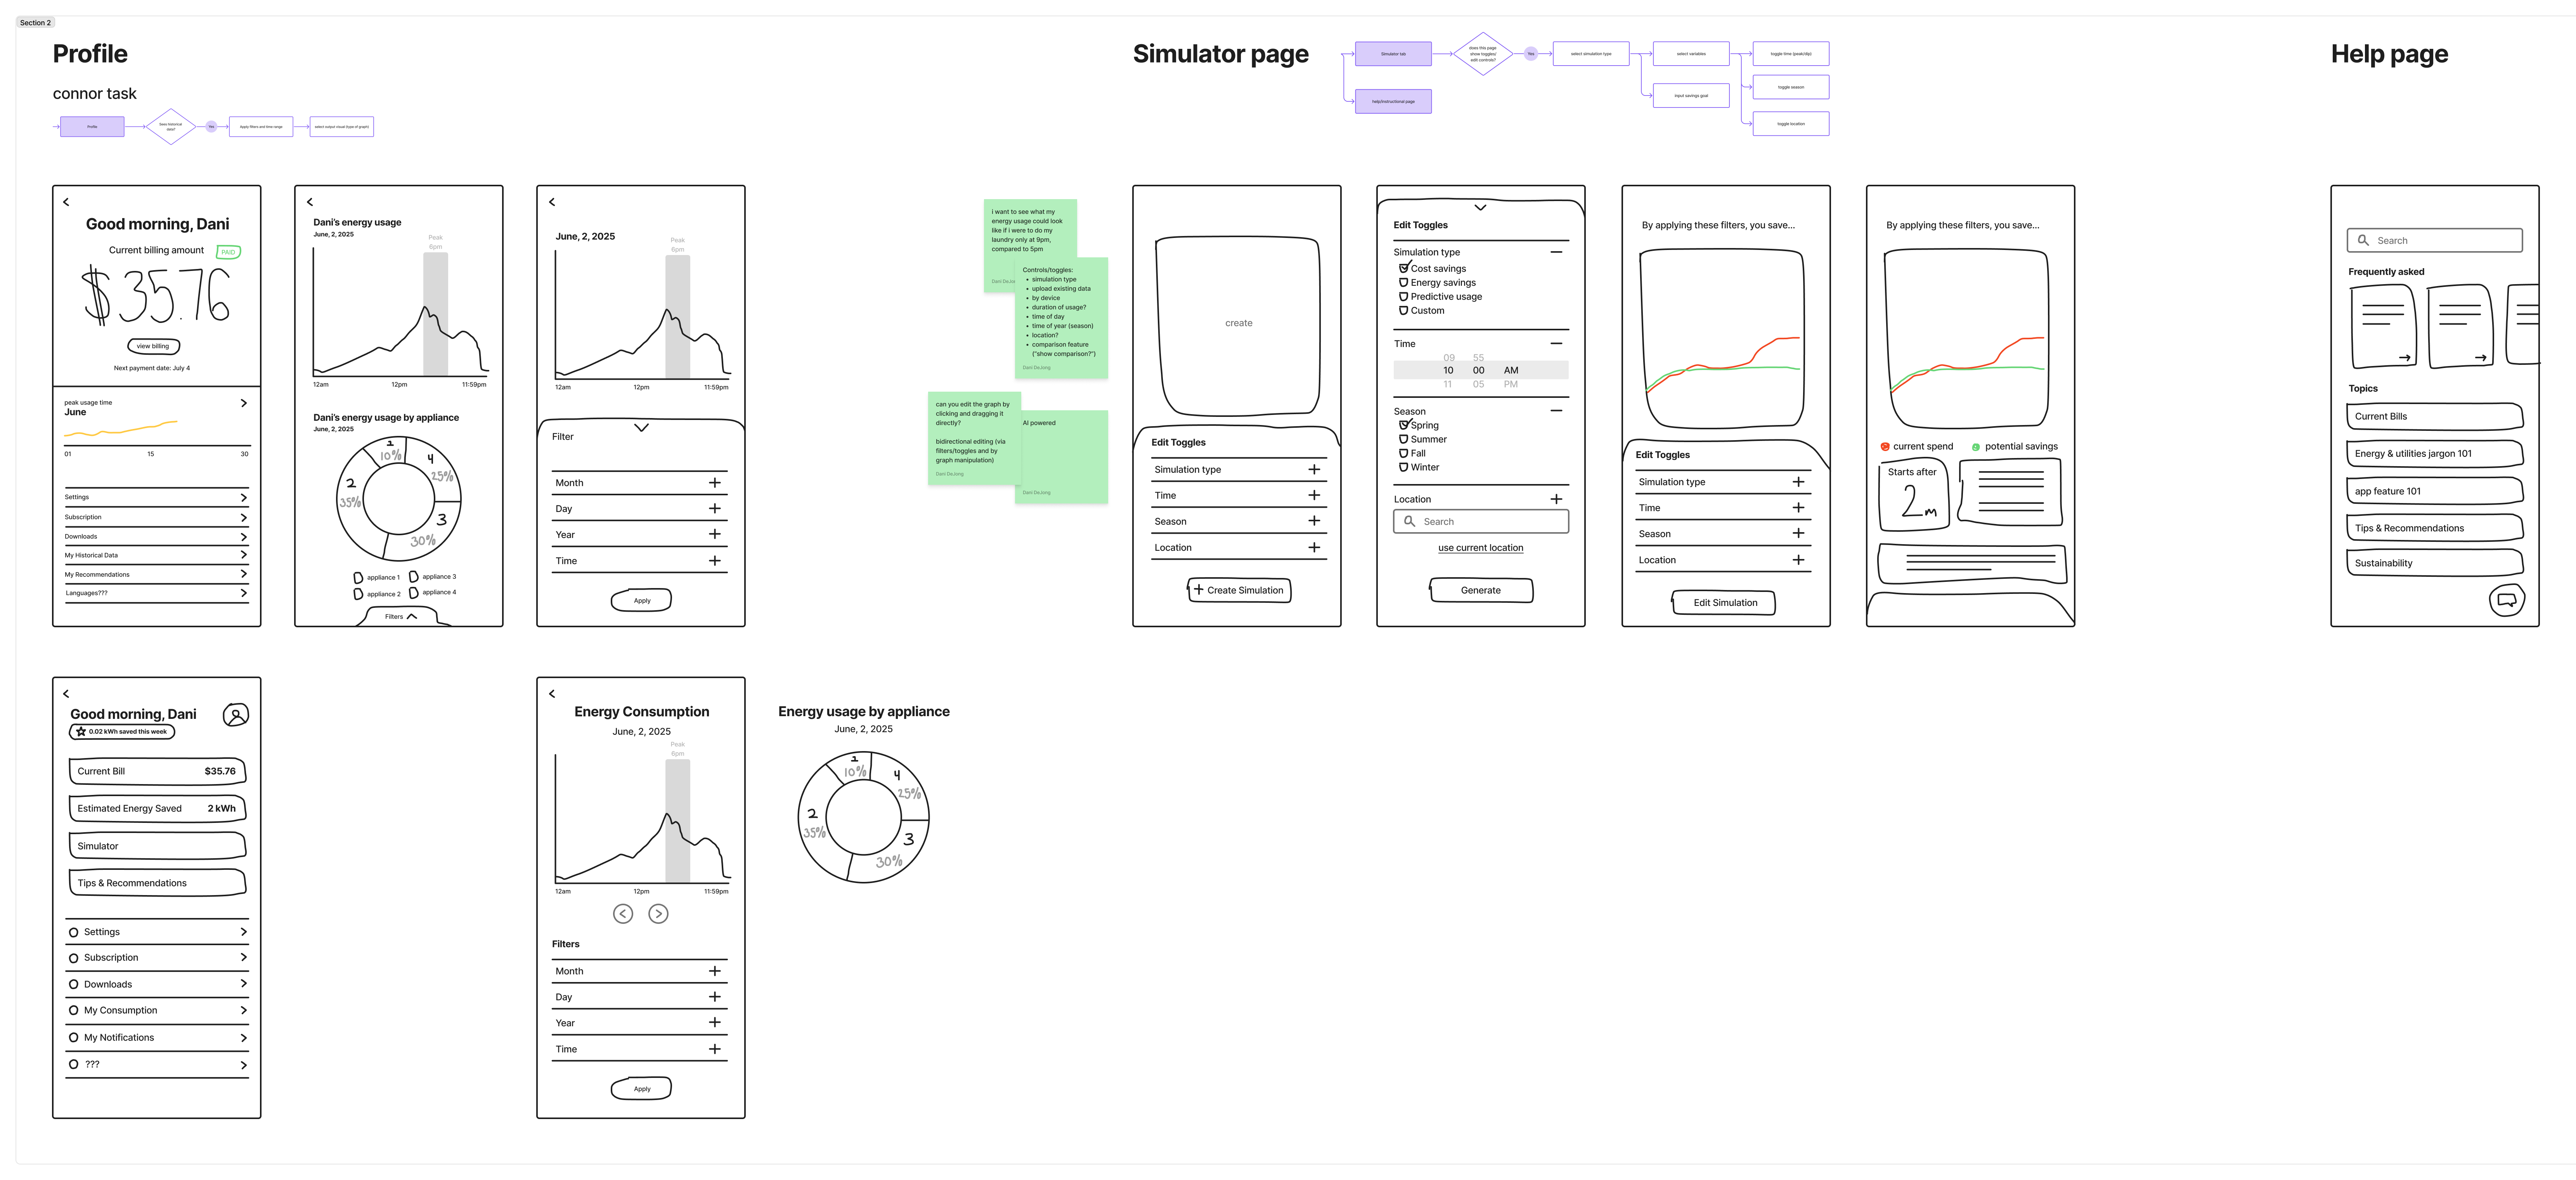 Section 2
Profile
connor task
Profile
Save historical
data?
Yes
Apply filters and time range
select output visual (type of graph)
Simulator page
Simulator tab
help/instructional page
does this page
show toggles/
edit controls?
Yes
select simulation type
select variables
input savings goal
toggle time (peak/dip)
toggle season
toggle location
Help page
Good morning, Dani
Current billing amount
PAID
$35.76
view billing
Next payment date: July 4
peak usage time
June
01 15 30
Settings
Subscription
Downloads
My Historical Data
My Recommendations
Languages???
Dani's energy usage
June, 2, 2025
Peak
6pm
12am 12pm 11:59pm
Dani's energy usage by appliance
June, 2, 2025
1
10%
4
25%
2
35%
3
30%
appliance 1
appliance 3
appliance 2
appliance 4
Filters
June, 2, 2025
Peak
6pm
12am 12pm 11:59pm
Filter
Month
Day
Year
Time
Apply
i want to see what my
energy usage could look
like if i were to do my
laundry only at 9pm,
compared to 5pm
Controls/toggles:
• simulation type
• upload existing data
• by device
• duration of usage?
• time of day
• time of year (season)
• location?
• comparison feature
("show comparison?")
Dani DeJong
can you edit the graph by
clicking and dragging it
directly?
bidirectional editing (via
filters/toggles and by
graph manipulation)
Dani DeJong
AI powered
Dani DeJong
create
Edit Toggles
Simulation type
Time
Season
Location
Create Simulation
Edit Toggles
Simulation type
Cost savings
Energy savings
Predictive usage
Custom
Time
09 55
10 00 AM
11 05 PM
Season
Spring
Summer
Fall
Winter
Location
Search
use current location
Generate
By applying these filters, you save...
Edit Toggles
Simulation type
Time
Season
Location
Edit Simulation
By applying these filters, you save...
current spend
potential savings
Starts after
2m
Search
Frequently asked
Topics
Current Bills
Energy & utilities jargon 101
app feature 101
Tips & Recommendations
Sustainability
Good morning, Dani
0.02 kWh saved this week
Current Bill $35.76
Estimated Energy Saved 2 kWh
Simulator
Tips & Recommendations
Settings
Subscription
Downloads
My Consumption
My Notifications
???
Energy Consumption
June, 2, 2025
Peak
6pm
12am 12pm 11:59pm
Filters
Month
Day
Year
Time
Apply
Energy usage by appliance
June, 2, 2025
1
10%
4
25%
2
35%
3
30%